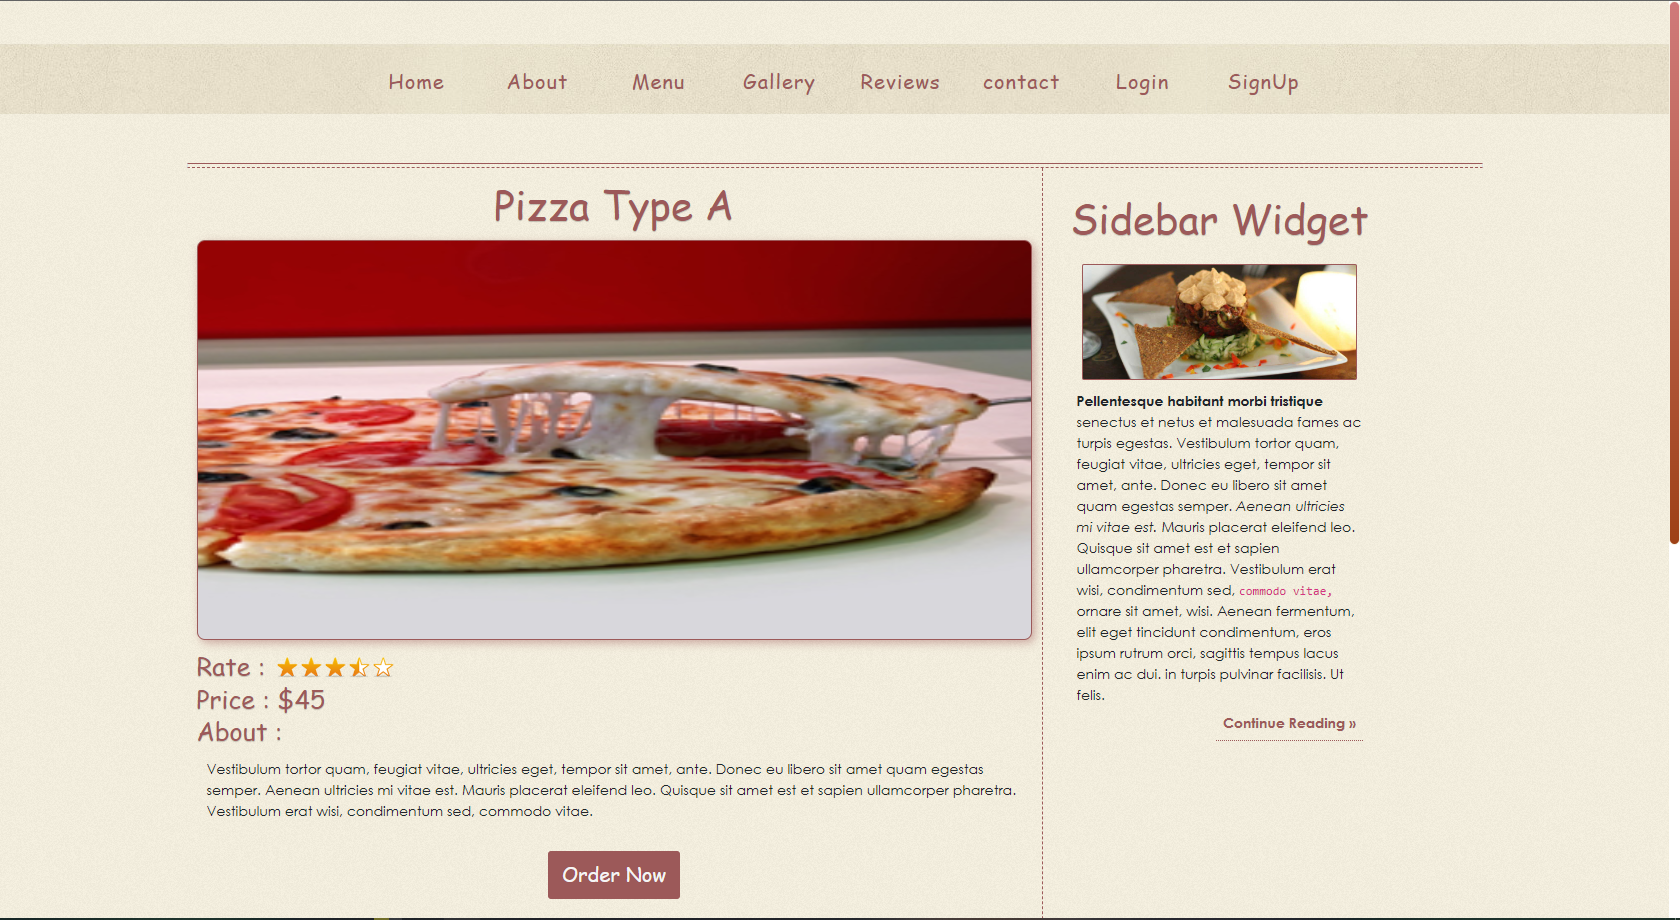 Home About Menu Gallery Reviews contact Login SignUp
Pizza Type A
Rate :
Price : $45
About :
Vestibulum tortor quam, feugiat vitae, ultricies eget, tempor sit amet, ante. Donec eu libero sit amet quam egestas
semper. Aenean ultricies mi vitae est. Mauris placerat eleifend leo. Quisque sit amet est et sapien ullamcorper pharetra.
Vestibulum erat wisi, condimentum sed, commodo vitae.
Order Now
Sidebar Widget
Pellentesque habitant morbi tristique
senectus et netus et malesuada fames ac
turpis egestas. Vestibulum tortor quam,
feugiat vitae, ultricies eget, tempor sit
amet, ante. Donec eu libero sit amet
quam egestas semper. Aenean ultricies
mi vitae est. Mauris placerat eleifend leo.
Quisque sit amet est et sapien
ullamcorper pharetra. Vestibulum erat
wisi, condimentum sed, commodo vitae,
ornare sit amet, wisi. Aenean fermentum,
elit eget tincidunt condimentum, eros
ipsum rutrum orci, sagittis tempus lacus
enim ac dui. in turpis pulvinar facilisis. Ut
felis.
Continue Reading »